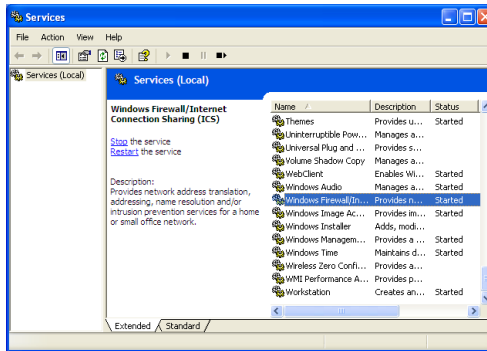 Services
File Action View Help
Services (Local)
Services (Local)
Windows Firewall/Internet
Connection Sharing (ICS)
Stop the service
Restart the service
Description:
Provides network address translation,
addressing, name resolution and/or
intrusion prevention services for a home
or small office network.
Name Description Status
Themes Provides u... Started
Uninterruptible Pow... Manages a...
Universal Plug and ... Provides s...
Volume Shadow Copy Manages a...
WebClient Enables Wi... Started
Windows Audio Manages a... Started
Windows Firewall/In... Provides n... Started
Windows Image Ac... Provides im... Started
Windows Installer Adds, modi...
Windows Managem... Provides a ... Started
Windows Time Maintains d... Started
Wireless Zero Confi... Provides a...
WMI Performance A... Provides p...
Workstation Creates an... Started
Extended Standard